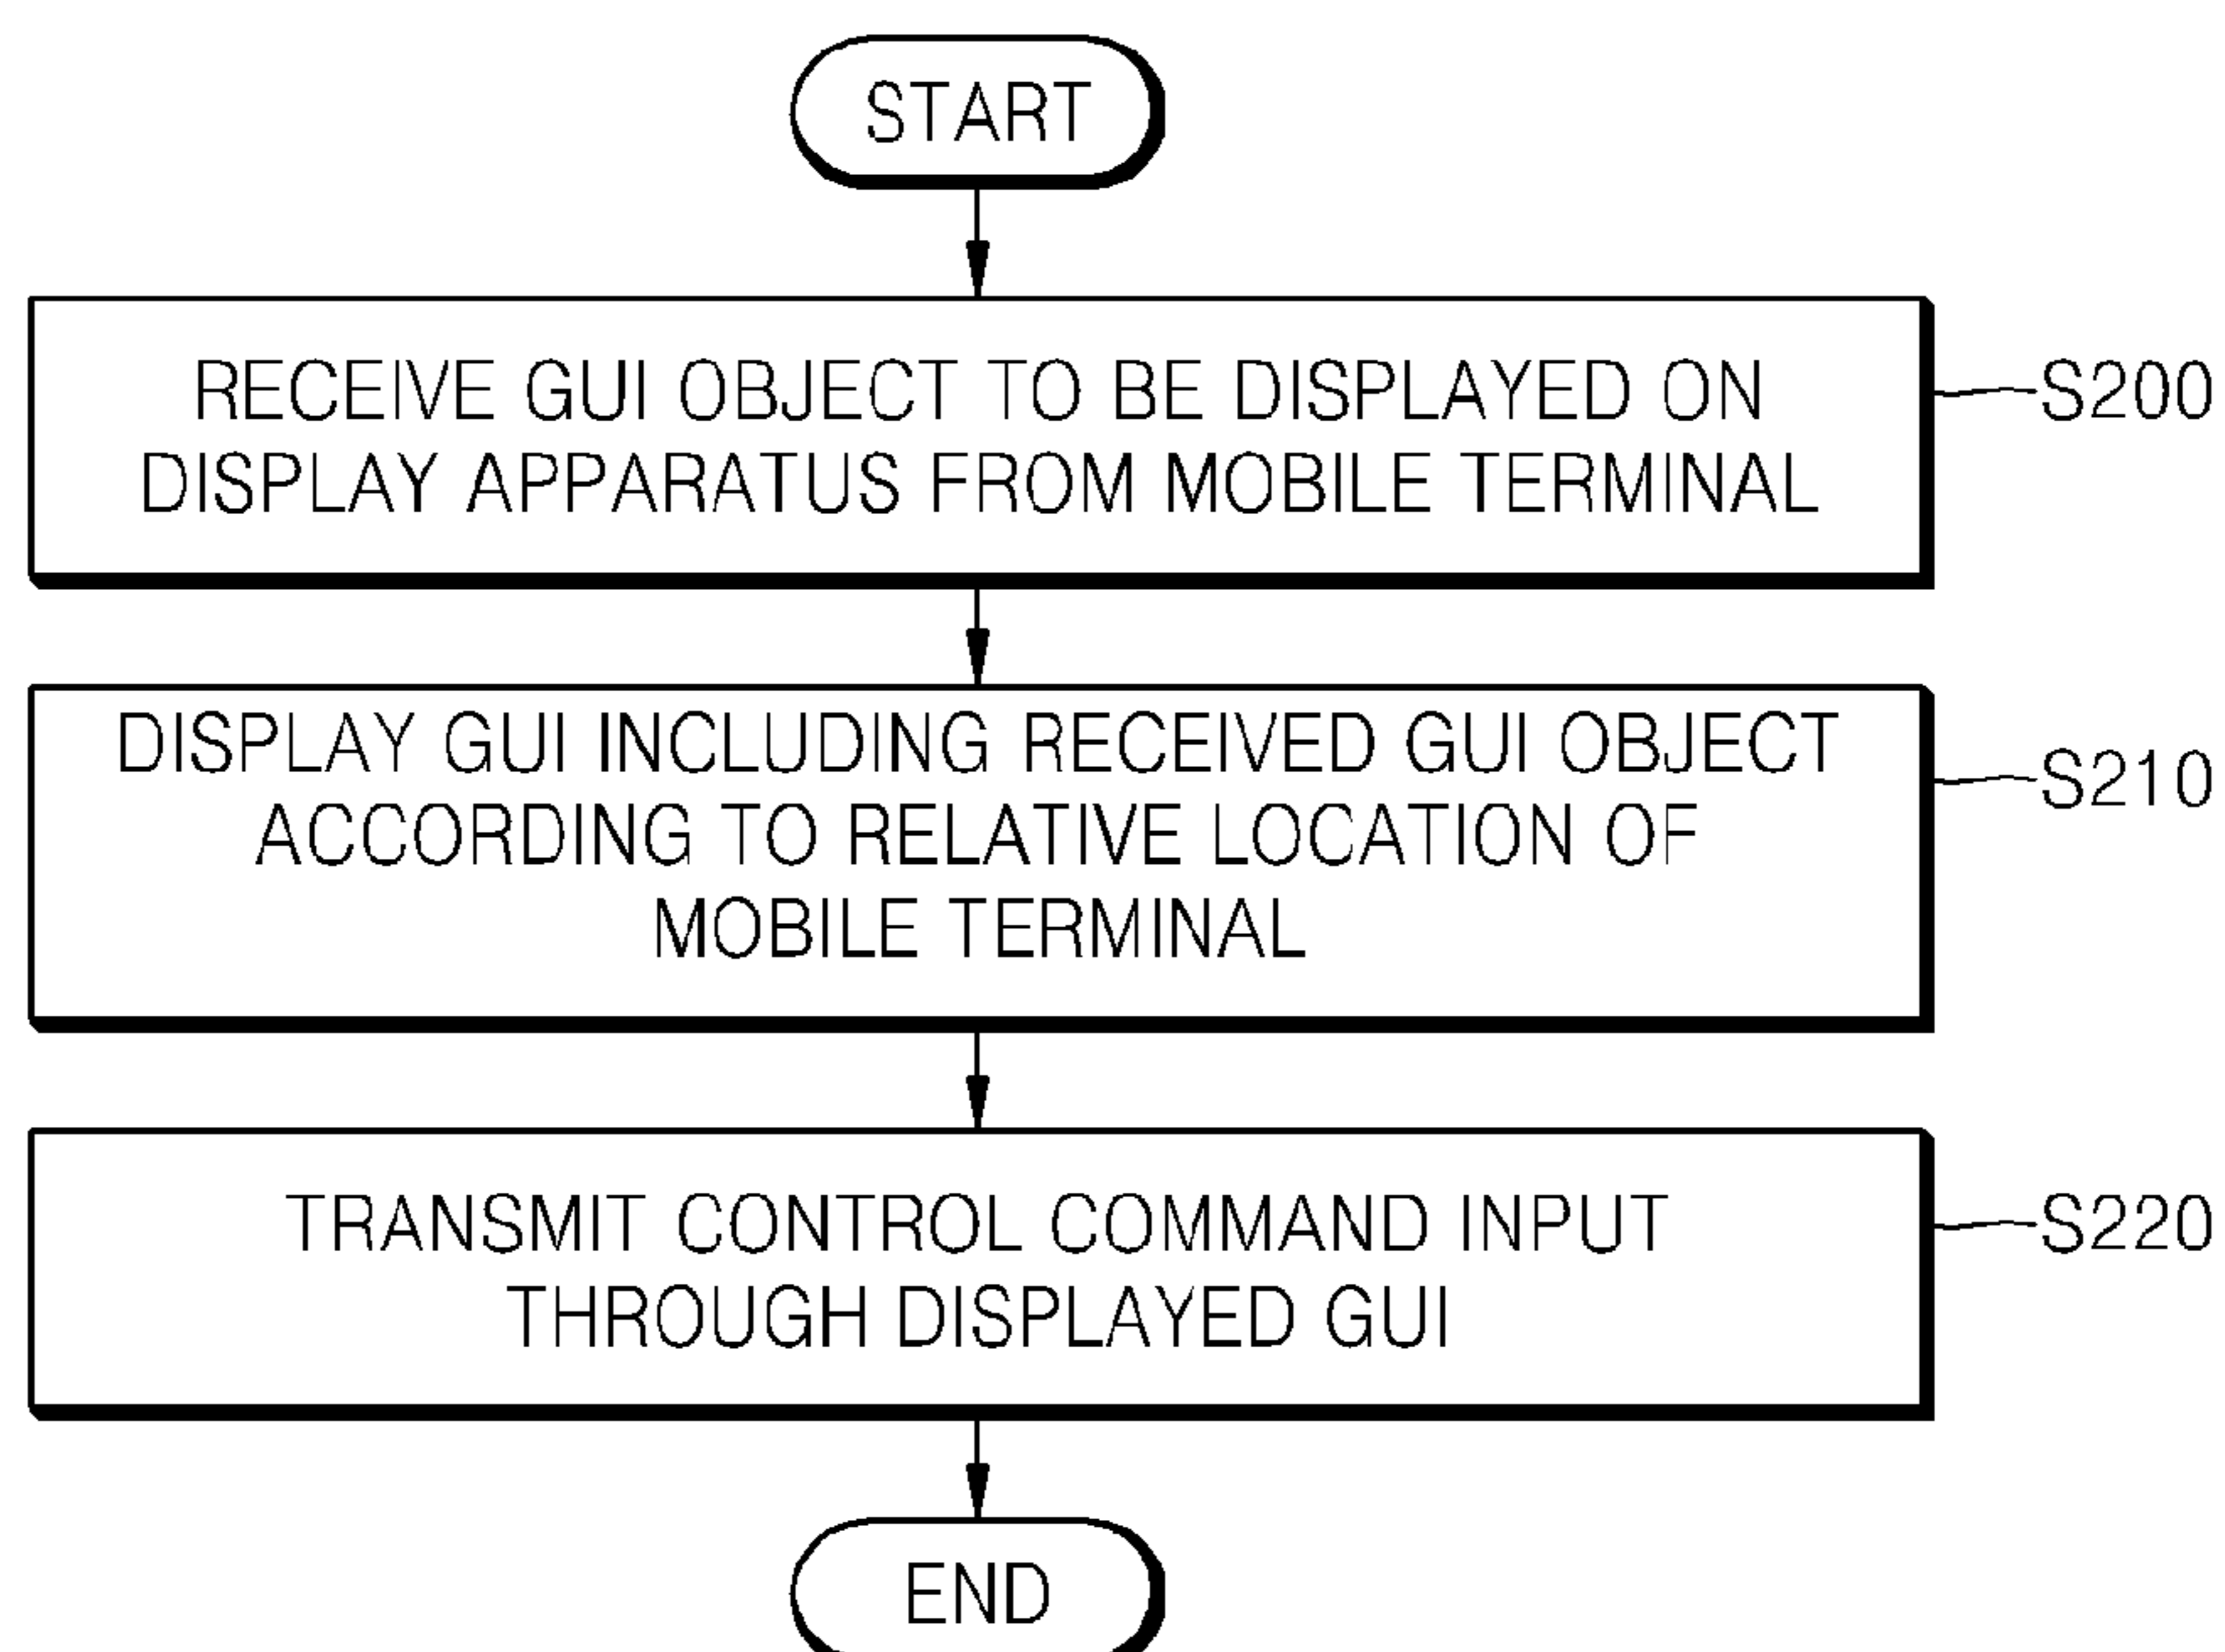 START
RECEIVE GUI OBJECT TO BE DISPLAYED ON
DISPLAY APPARATUS FROM MOBILE TERMINAL
S200
DISPLAY GUI INCLUDING RECEIVED GUI OBJECT
ACCORDING TO RELATIVE LOCATION OF
MOBILE TERMINAL
S210
TRANSMIT CONTROL COMMAND INPUT
THROUGH DISPLAYED GUI
S220
END